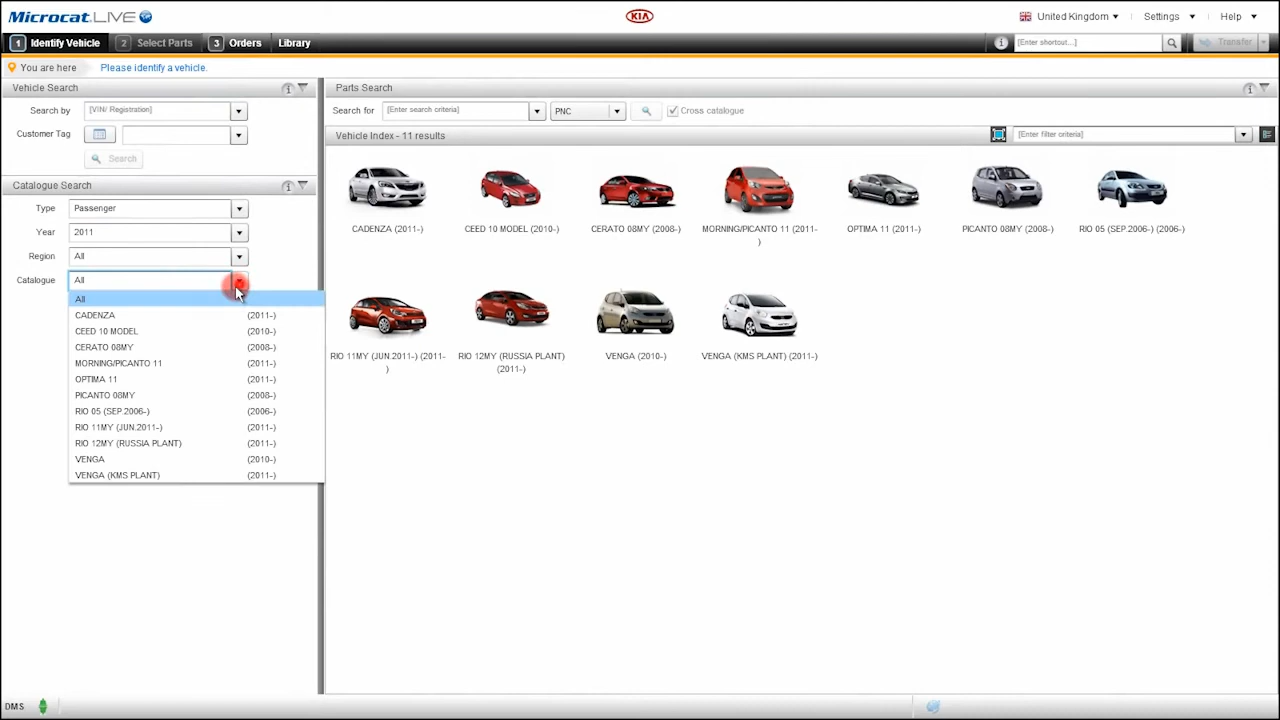 Microcat.LIVE
KIA
United Kingdom
Settings
Help
1 Identify Vehicle
2 Select Parts
3 Orders
Library
[Enter shortcut...]
Transfer
You are here
Please identify a vehicle.
Vehicle Search
Search by [VIN/ Registration]
Customer Tag
Search
Catalogue Search
Type Passenger
Year 2011
Region All
Catalogue All
All
CADENZA (2011-)
CEED 10 MODEL (2010-)
CERATO 08MY (2008-)
MORNING/PICANTO 11 (2011-)
OPTIMA 11 (2011-)
PICANTO 08MY (2008-)
RIO 05 (SEP.2006-) (2006-)
RIO 11MY (JUN.2011-) (2011-)
RIO 12MY (RUSSIA PLANT) (2011-)
VENGA (2010-)
VENGA (KMS PLANT) (2011-)
Parts Search
Search for [Enter search criteria] PNC Cross catalogue
Vehicle Index - 11 results
[Enter filter criteria]
CADENZA (2011-)
CEED 10 MODEL (2010-)
CERATO 08MY (2008-)
MORNING/PICANTO 11 (2011-
)
OPTIMA 11 (2011-)
PICANTO 08MY (2008-)
RIO 05 (SEP.2006-) (2006-)
RIO 11MY (JUN.2011-) (2011-
)
RIO 12MY (RUSSIA PLANT)
(2011-)
VENGA (2010-)
VENGA (KMS PLANT) (2011-)
DMS